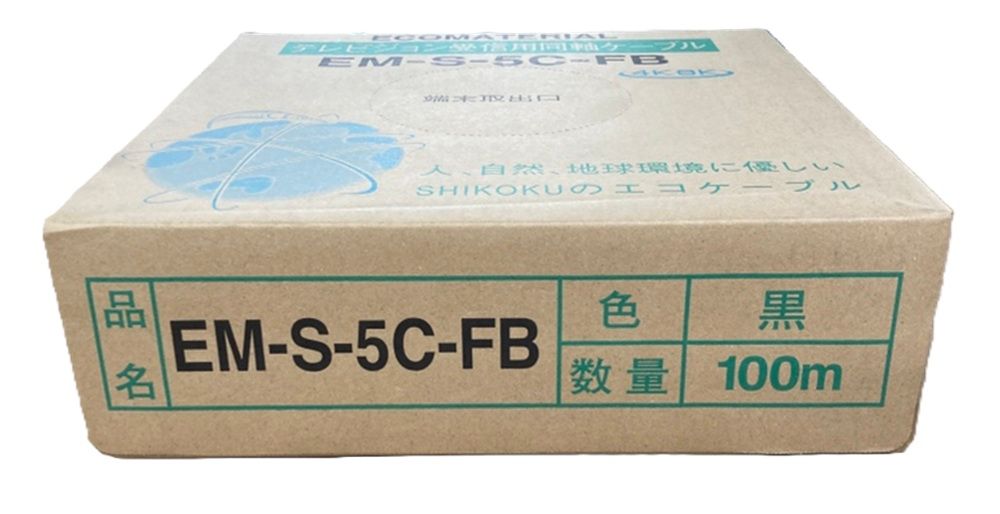 ECOMATERIAL
テレビジョン受信用同軸ケーブル
EM-S-5C-FB
4K・8K
端末取出口
人、自然、地球環境に優しい
SHIKOKUのエコケーブル
品名
EM-S-5C-FB
色
黒
数量
100m